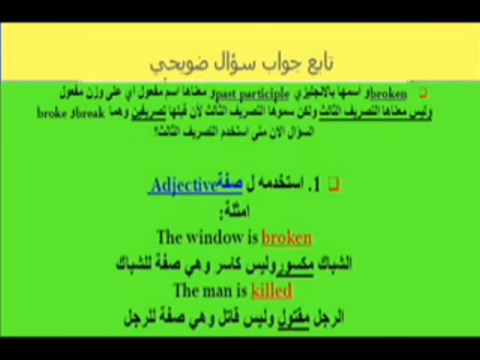 تابع جواب سؤال ضويحي
broken و اسمها بالانجليزي past participle و معناها اسم مفعول اي على وزن مفعول
وليس معناها التصريف الثالث ولكن سموها التصريف الثالث لأن قبلها تصريفين وهما break و broke
السؤال الان متى استخدم التصريف الثالث؟
1. استخدمه ل صفة Adjective
امثلة:
The window is broken
الشباك مكسور وليس كاسر وهي صفة للشباك
The man is killed
الرجل مقتول وليس قاتل وهي صفة للرجل